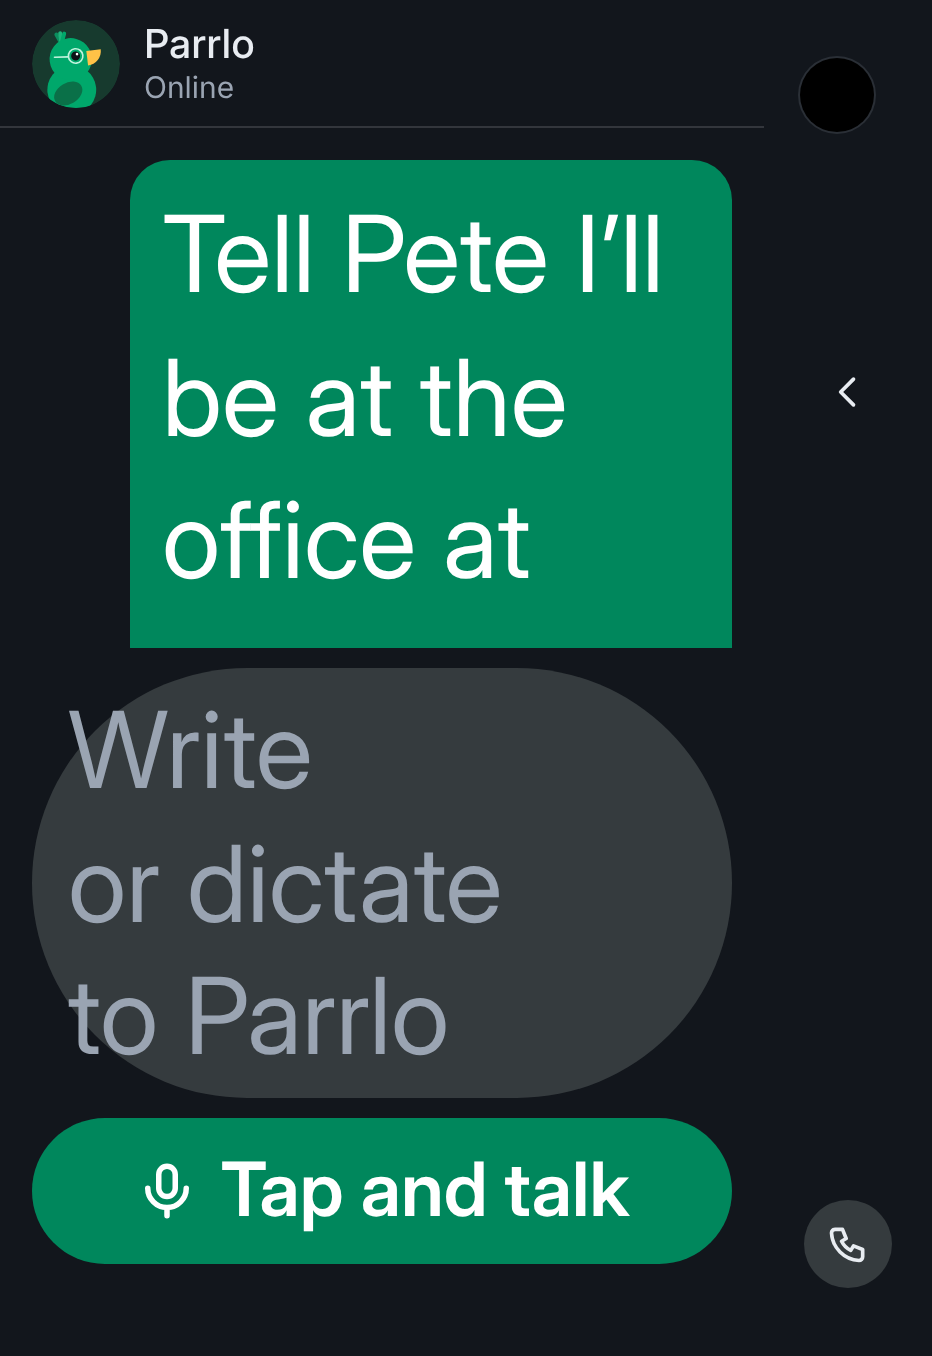 Parrlo
Online
Tell Pete I’ll
be at the
office at
Write
or dictate
to Parrlo
Tap and talk